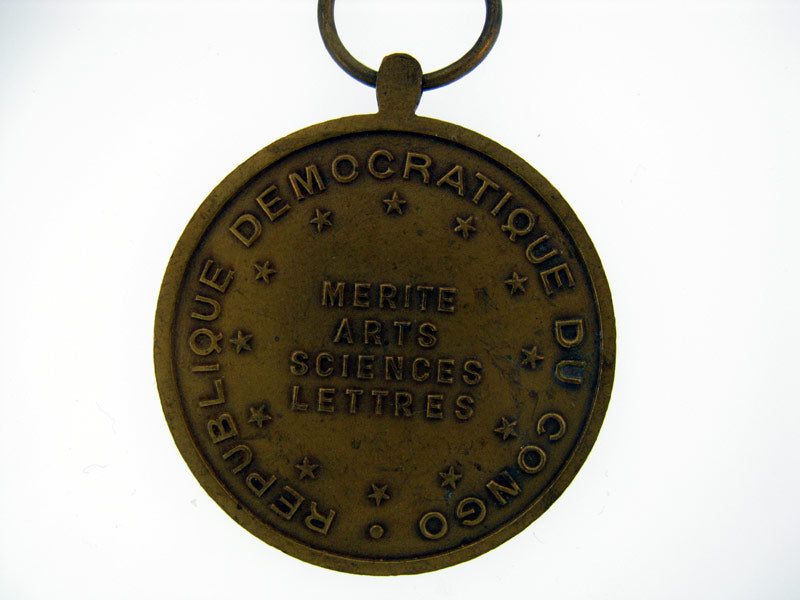 REPUBLIQUE DEMOCRATIQUE DU CONGO
MERITE
ARTS
SCIENCES
LETTRES